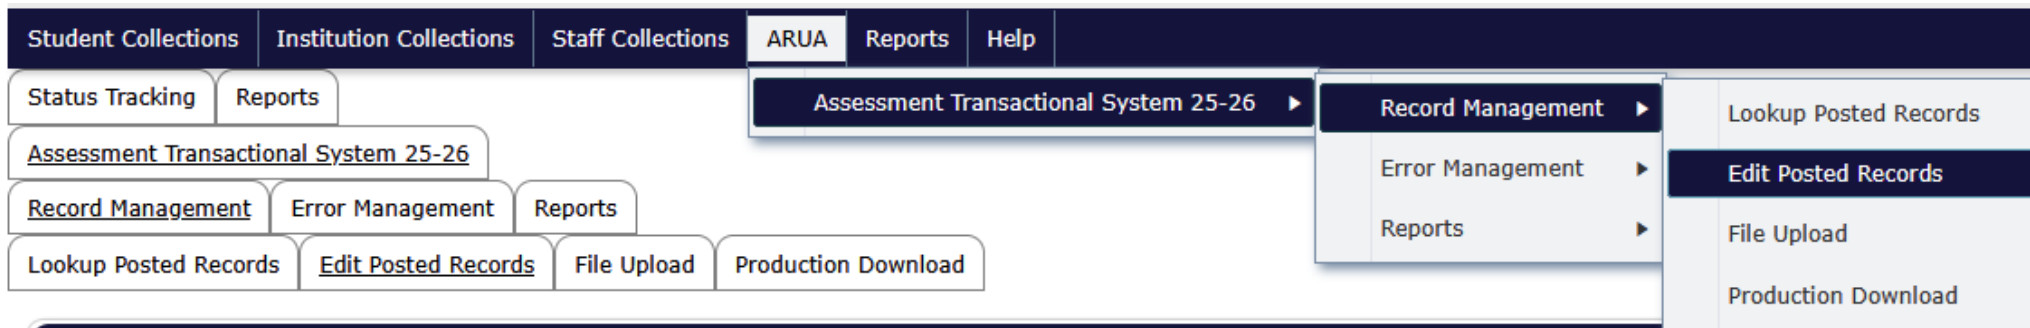 Student Collections Institution Collections Staff Collections ARUA Reports Help
Status Tracking Reports
Assessment Transactional System 25-26
Record Management Error Management Reports
Lookup Posted Records Edit Posted Records File Upload Production Download
Assessment Transactional System 25-26
Record Management
Error Management
Reports
Lookup Posted Records
Edit Posted Records
File Upload
Production Download